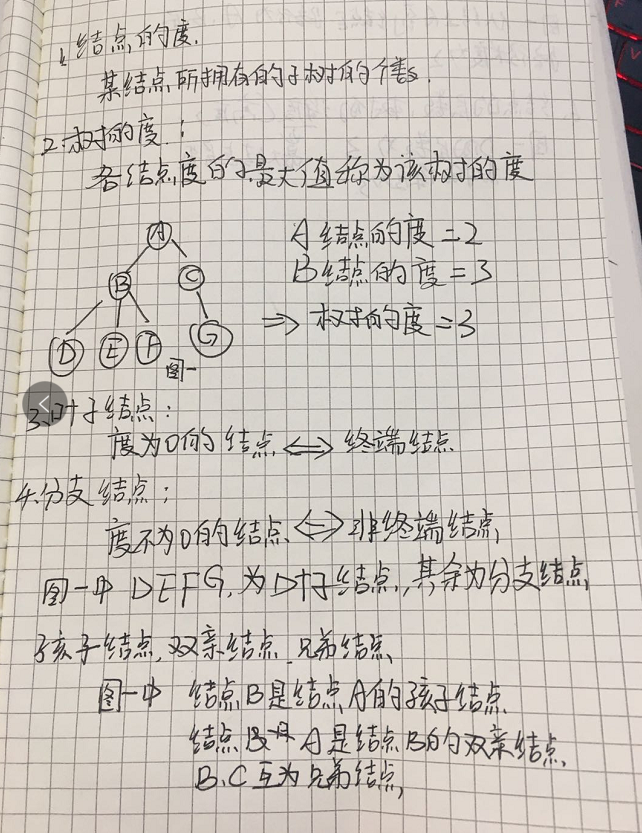 1. 结点的度.
某结点所拥有的子树的个数.
2. 树的度:
各结点度的最大值称为该树的度
A
B
C
D
E
F
G
图一
A结点的度=2
B结点的度=3
⇒ 树的度=3
3.叶子结点:
度为0的结点 ⇔ 终端结点
4.分支结点:
度不为0的结点 ⇔ 非终端结点
图一中 DEFG,为叶子结点,其余为分支结点
孩子结点,双亲结点、兄弟结点、
图一中 结点B是结点A的孩子结点
结点 A是结点B的双亲结点、
B.C互为兄弟结点,